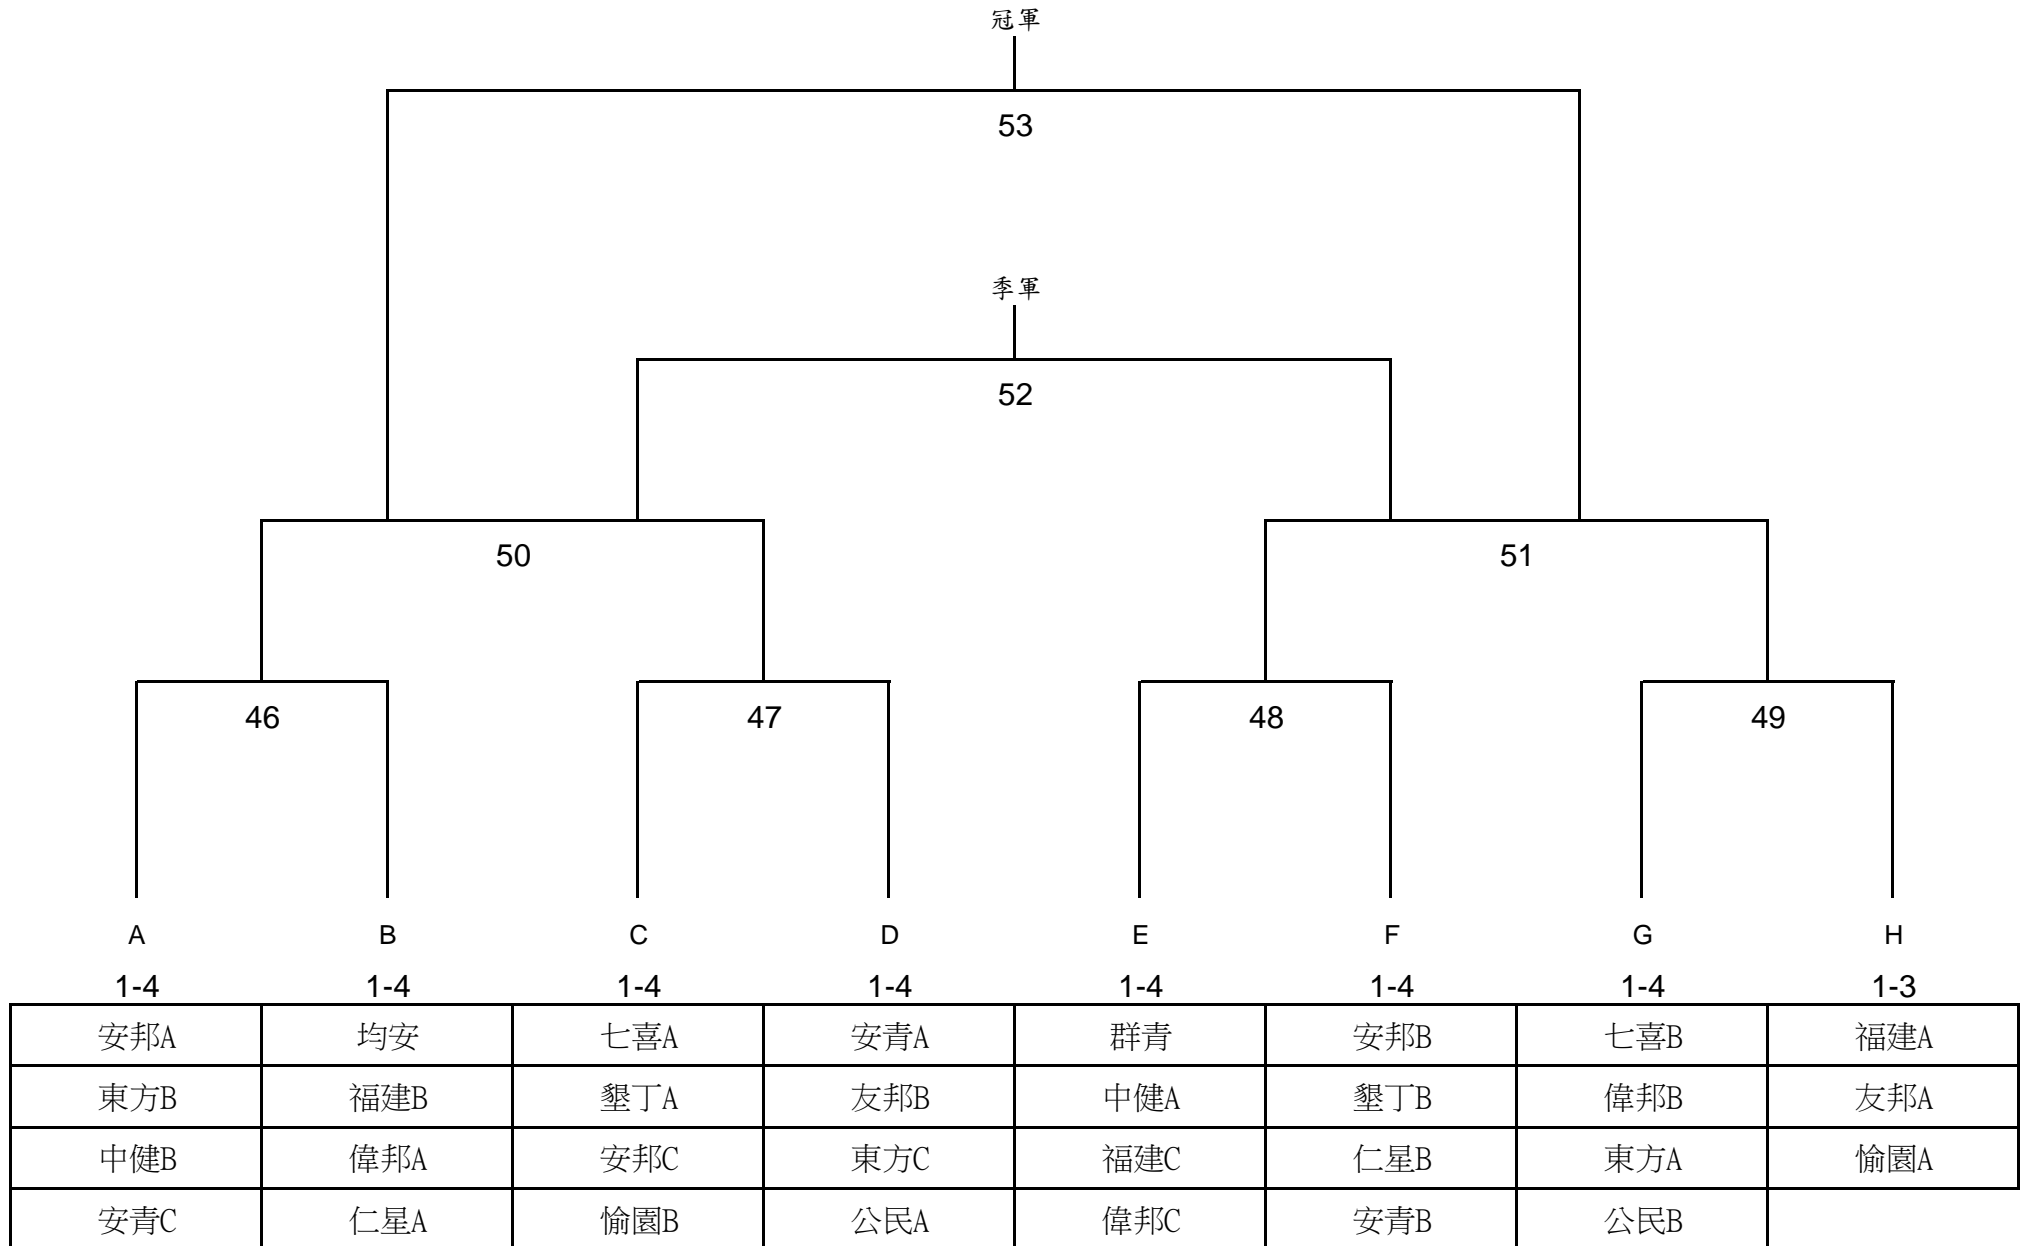 冠軍
53
季軍
52
50 51
46 47 48 49
A B C D E F G H
1-4 1-4 1-4 1-4 1-4 1-4 1-4 1-3
安邦A 均安 七喜A 安青A 群青 安邦B 七喜B 福建A
東方B 福建B 墾丁A 友邦B 中健A 墾丁B 偉邦B 友邦A
中健B 偉邦A 安邦C 東方C 福建C 仁星B 東方A 愉園A
安青C 仁星A 愉園B 公民A 偉邦C 安青B 公民B